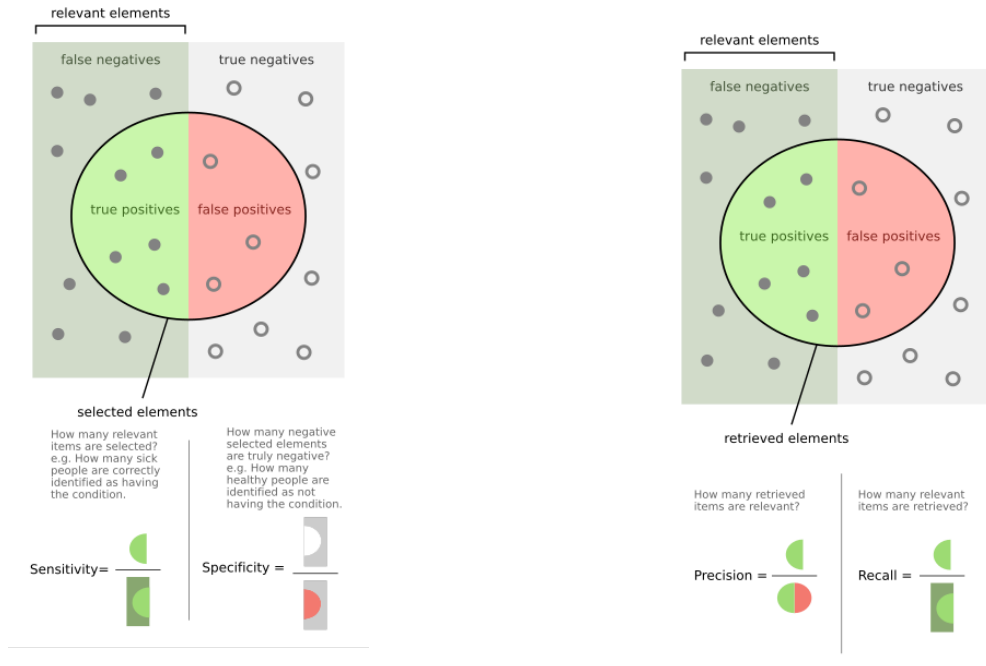 relevant elements
false negatives
true negatives
true positives
false positives
selected elements
How many relevant
items are selected?
e.g. How many sick
people are correctly
identified as having
the condition.
How many negative
selected elements
are truly negative?
e.g. How many
healthy people are
identified as not
having the condition.
Sensitivity=
Specificity =
relevant elements
false negatives
true negatives
true positives
false positives
retrieved elements
How many retrieved
items are relevant?
How many relevant
items are retrieved?
Precision =
Recall =